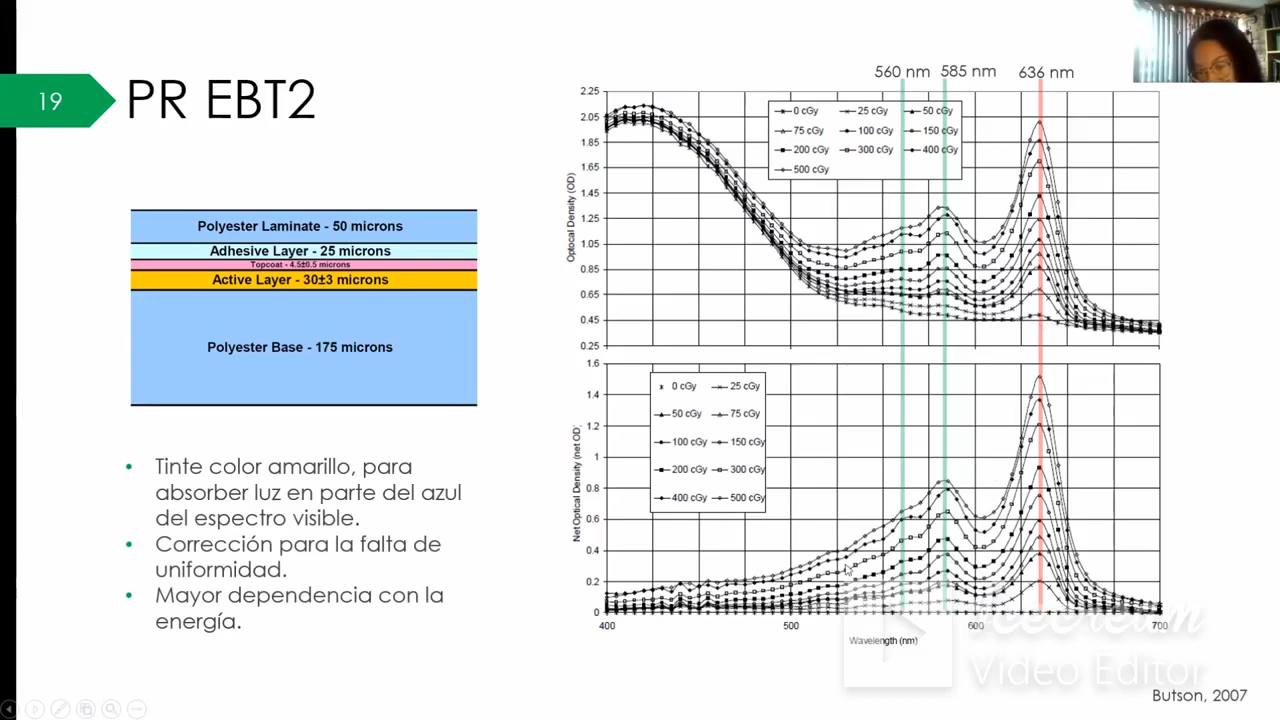 19
PR EBT2
Polyester Laminate - 50 microns
Adhesive Layer - 25 microns
Topcoat - 4.5±0.5 microns
Active Layer - 30±3 microns
Polyester Base - 175 microns
• Tinte color amarillo, para
absorber luz en parte del azul
del espectro visible.
• Corrección para la falta de
uniformidad.
• Mayor dependencia con la
energía.
560 nm 585 nm 636 nm
2.25
2.05
1.85
1.65
1.45
1.25
1.05
0.85
0.65
0.45
0.25
Optocal Density (OD)
0 cGy 25 cGy 50 cGy
75 cGy 100 cGy 150 cGy
200 cGy 300 cGy 400 cGy
500 cGy
1.6
1.4
1.2
1
0.8
0.6
0.4
0.2
0
Net Optical Density (net OD)
0 cGy 25 cGy
50 cGy 75 cGy
100 cGy 150 cGy
200 cGy 300 cGy
400 cGy 500 cGy
400 500 600 700
Wavelength (nm)
Icecream
Video Editor
Butson, 2007